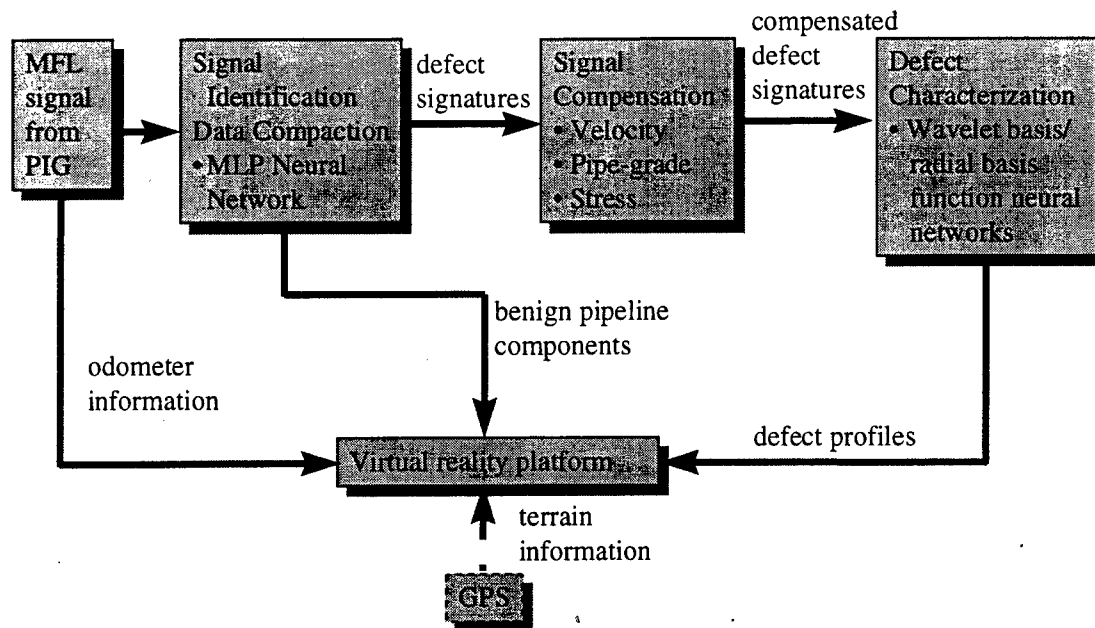 MFL
signal
from
PIG
Signal
Identification
Data Compaction
• MLP Neural
Network
defect
signatures
Signal
Compensation
• Velocity
• Pipe-grade
• Stress
compensated
defect
signatures
Defect
Characterization
• Wavelet basis/
radial basis
function neural
networks
odometer
information
benign pipeline
components
defect profiles
Virtual reality platform
terrain
information
GPS